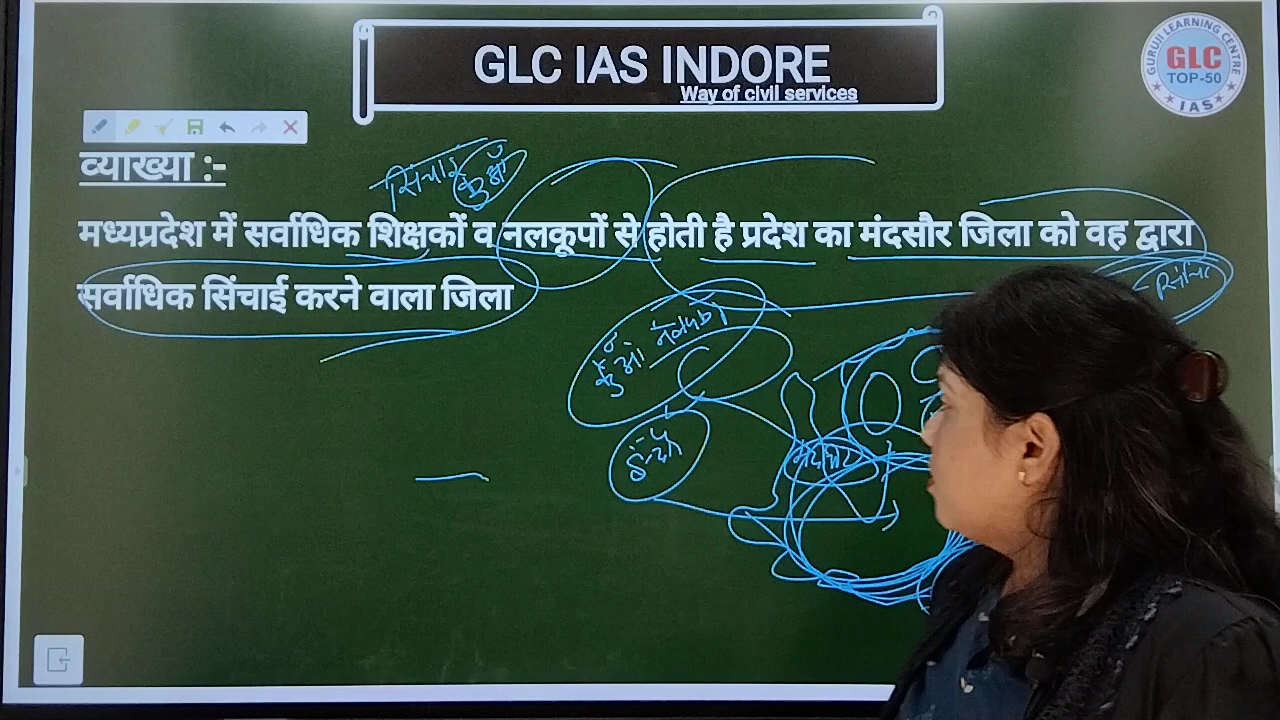 GLC IAS INDORE
Way of civil services
GURUJI LEARNING CENTRE
GLC
TOP-50
IAS
व्याख्या :-
सिंचाई कुओं
मध्यप्रदेश में सर्वाधिक शिक्षकों व नलकूपों से होती है प्रदेश का मंदसौर जिला को वह द्वारा
सर्वाधिक सिंचाई करने वाला जिला